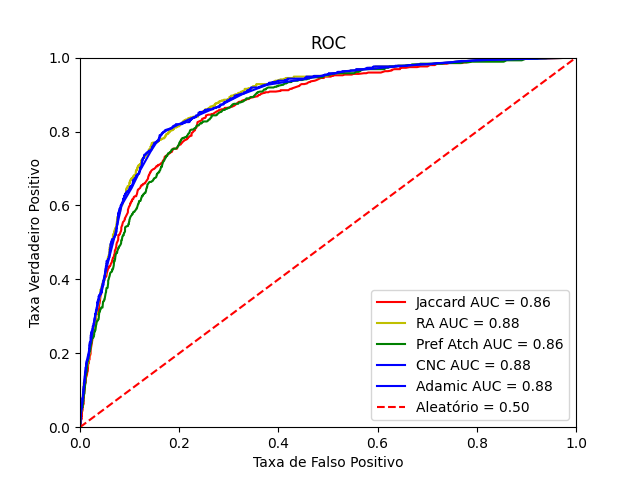 ROC
1.0
0.8
0.6
0.4
0.2
0.0
Taxa Verdadeiro Positivo
Jaccard AUC = 0.86
RA AUC = 0.88
Pref Atch AUC = 0.86
CNC AUC = 0.88
Adamic AUC = 0.88
Aleatório = 0.50
0.0 0.2 0.4 0.6 0.8 1.0
Taxa de Falso Positivo